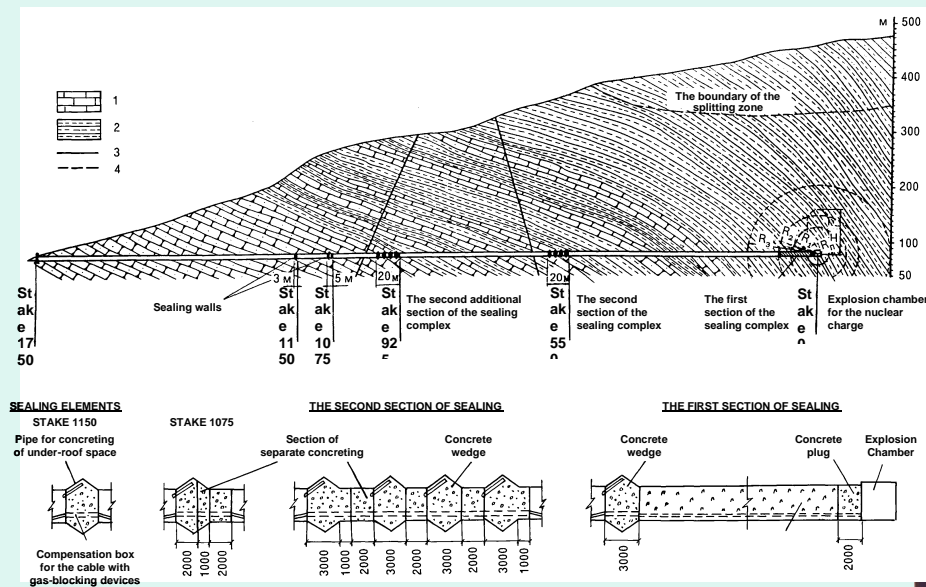 м 500
400
The boundary of the
splitting zone
1
2
3
4
300
200
100
50
R₃
H
3 м
5 м
20м
20м
St
ak
e
17
50
Sealing walls
St
ak
e
11
50
St
ak
e
10
75
St
ak
e
92
5
The second additional
section of the sealing
complex
St
ak
e
55
0
The second
section of the
sealing complex
The first
section of the
sealing complex
St
ak
e
0
Explosion chamber
for the nuclear
charge
SEALING ELEMENTS
STAKE 1150
Pipe for concreting
of under-roof space
Compensation box
for the cable with
gas-blocking devices
STAKE 1075
2000
1000
2000
THE SECOND SECTION OF SEALING
Section of
separate concreting
Concrete
wedge
3000
1000
2000
3000
2000
3000
2000
3000
1000
THE FIRST SECTION OF SEALING
Concrete
wedge
Concrete
plug
Explosion
Chamber
3000
2000